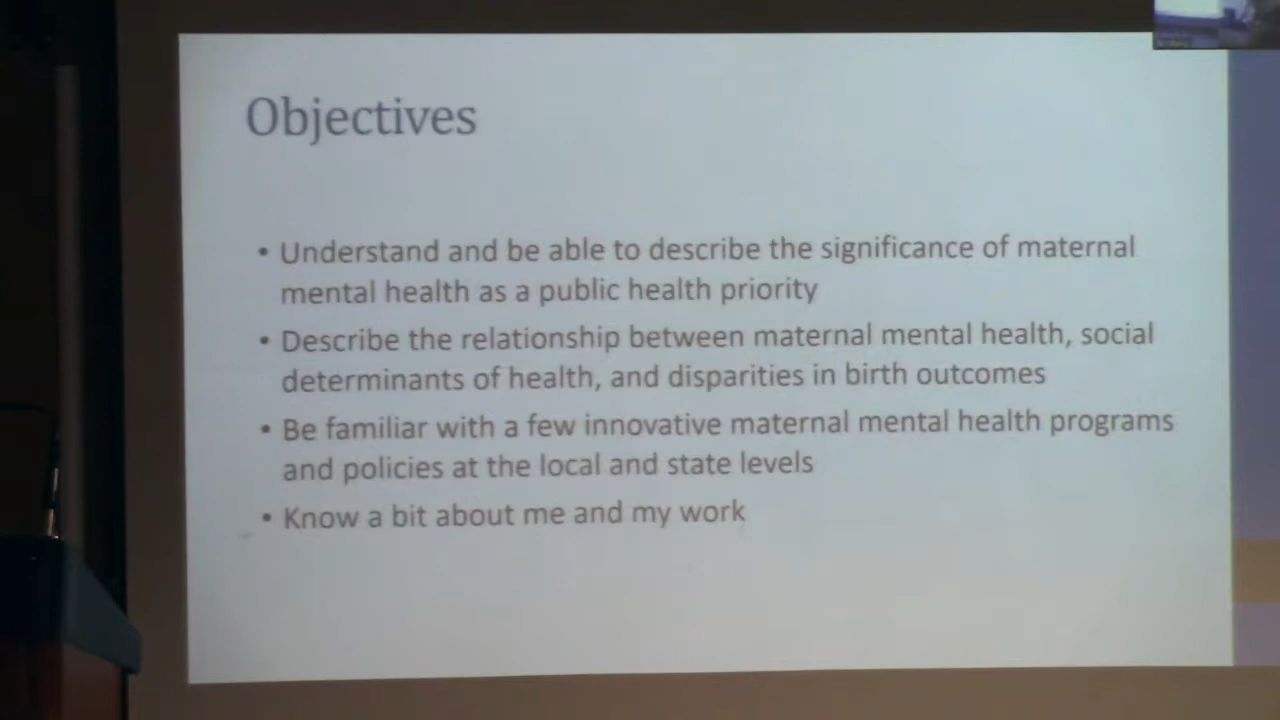 Objectives
• Understand and be able to describe the significance of maternal
mental health as a public health priority
• Describe the relationship between maternal mental health, social
determinants of health, and disparities in birth outcomes
• Be familiar with a few innovative maternal mental health programs
and policies at the local and state levels
• Know a bit about me and my work